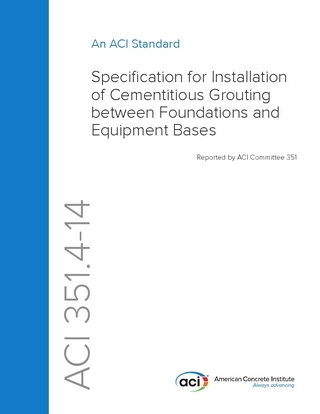 An ACI Standard
Specification for Installation
of Cementitious Grouting
between Foundations and
Equipment Bases
Reported by ACI Committee 351
ACI 351.4-14
aci
American Concrete Institute
Always advancing